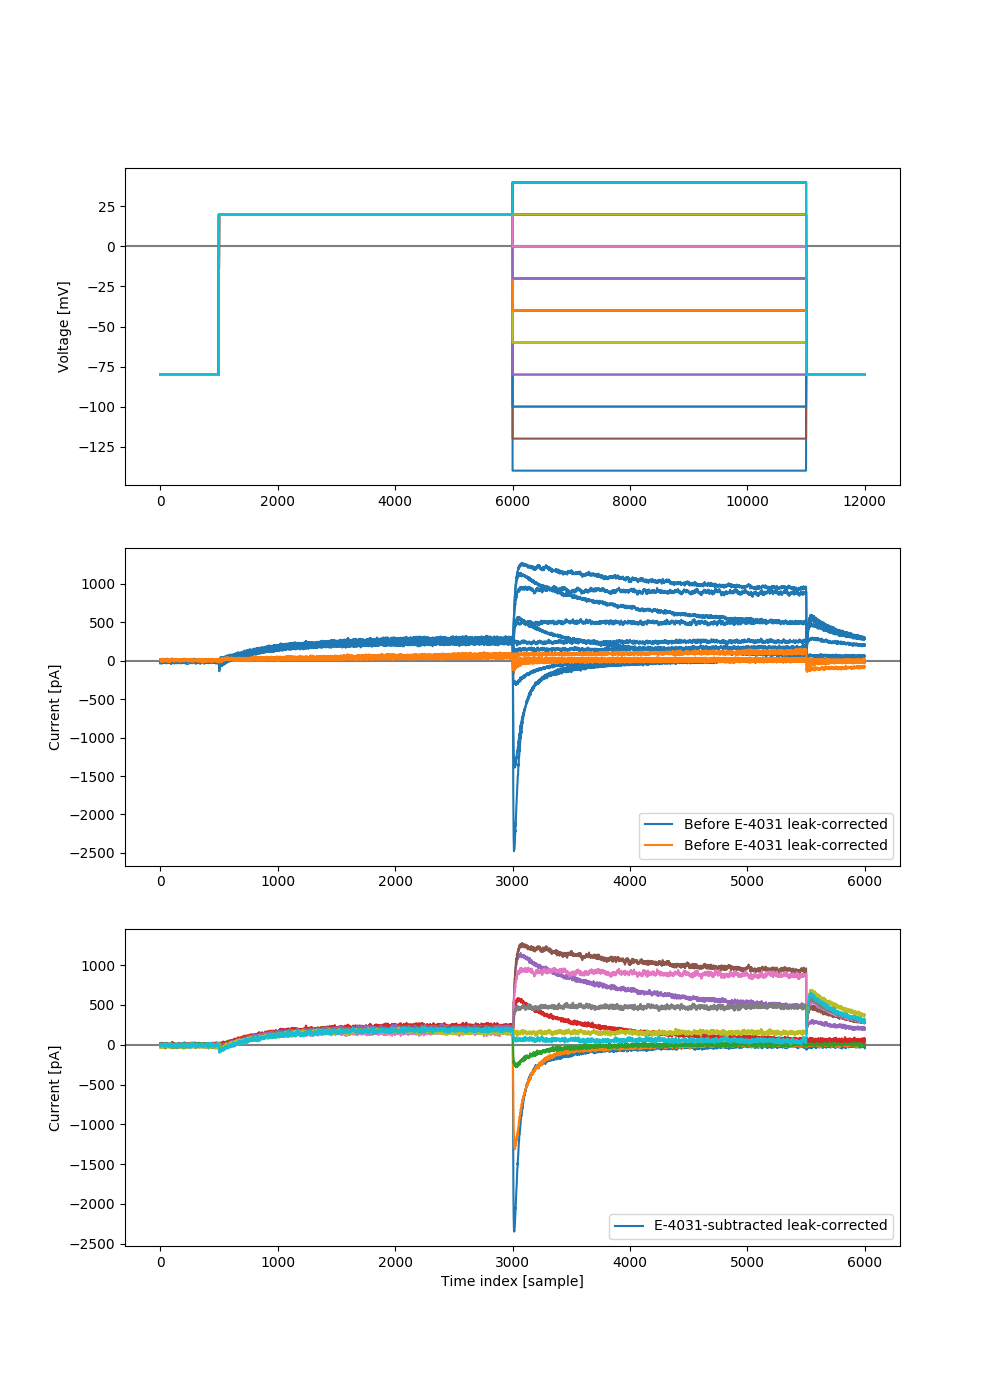 25
0
−25
−50
−75
−100
−125
Voltage [mV]
0 2000 4000 6000 8000 10000 12000
1000
500
0
−500
−1000
−1500
−2000
−2500
Current [pA]
Before E-4031 leak-corrected
Before E-4031 leak-corrected
0 1000 2000 3000 4000 5000 6000
1000
500
0
−500
−1000
−1500
−2000
−2500
Current [pA]
E-4031-subtracted leak-corrected
0 1000 2000 3000 4000 5000 6000
Time index [sample]